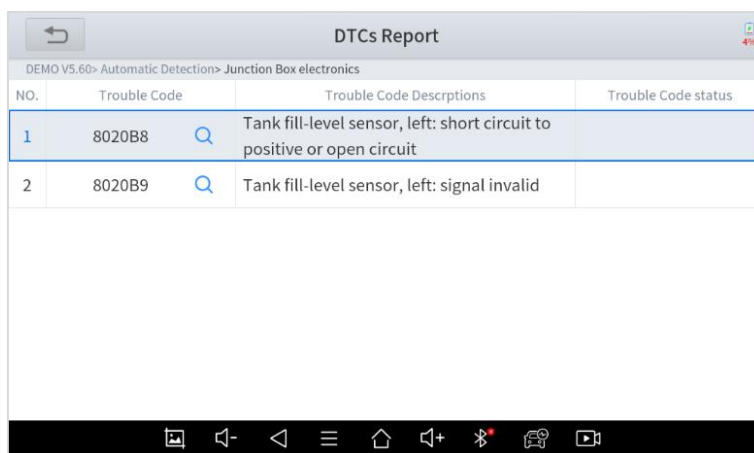 DTCs Report
4%
DEMO V5.60> Automatic Detection> Junction Box electronics
NO. Trouble Code Trouble Code Descrptions Trouble Code status
1 8020B8 Tank fill-level sensor, left: short circuit to
positive or open circuit
2 8020B9 Tank fill-level sensor, left: signal invalid